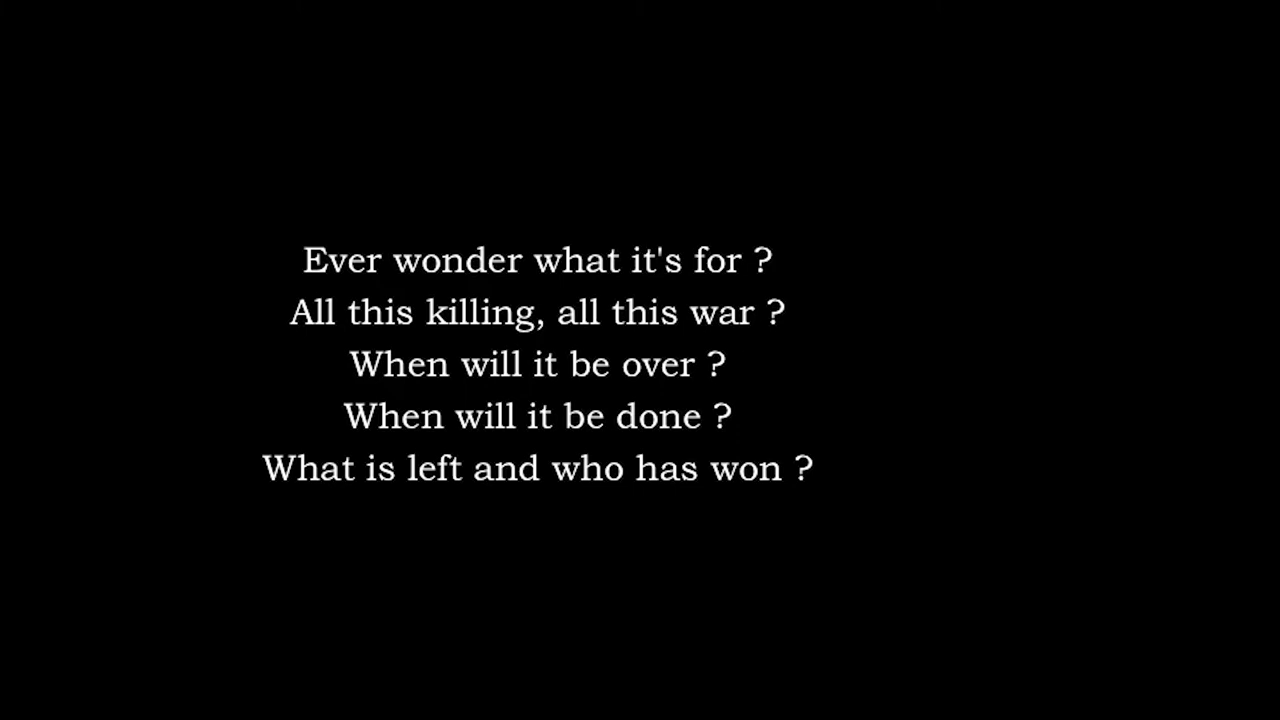 Ever wonder what it's for ?
All this killing, all this war ?
When will it be over ?
When will it be done ?
What is left and who has won ?